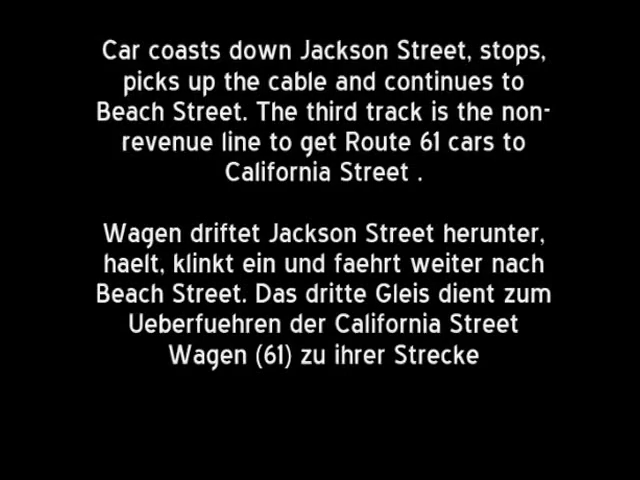 Car coasts down Jackson Street, stops,
picks up the cable and continues to
Beach Street. The third track is the non-
revenue line to get Route 61 cars to
California Street .
Wagen driftet Jackson Street herunter,
haelt, klinkt ein und faehrt weiter nach
Beach Street. Das dritte Gleis dient zum
Ueberfuehren der California Street
Wagen (61) zu ihrer Strecke